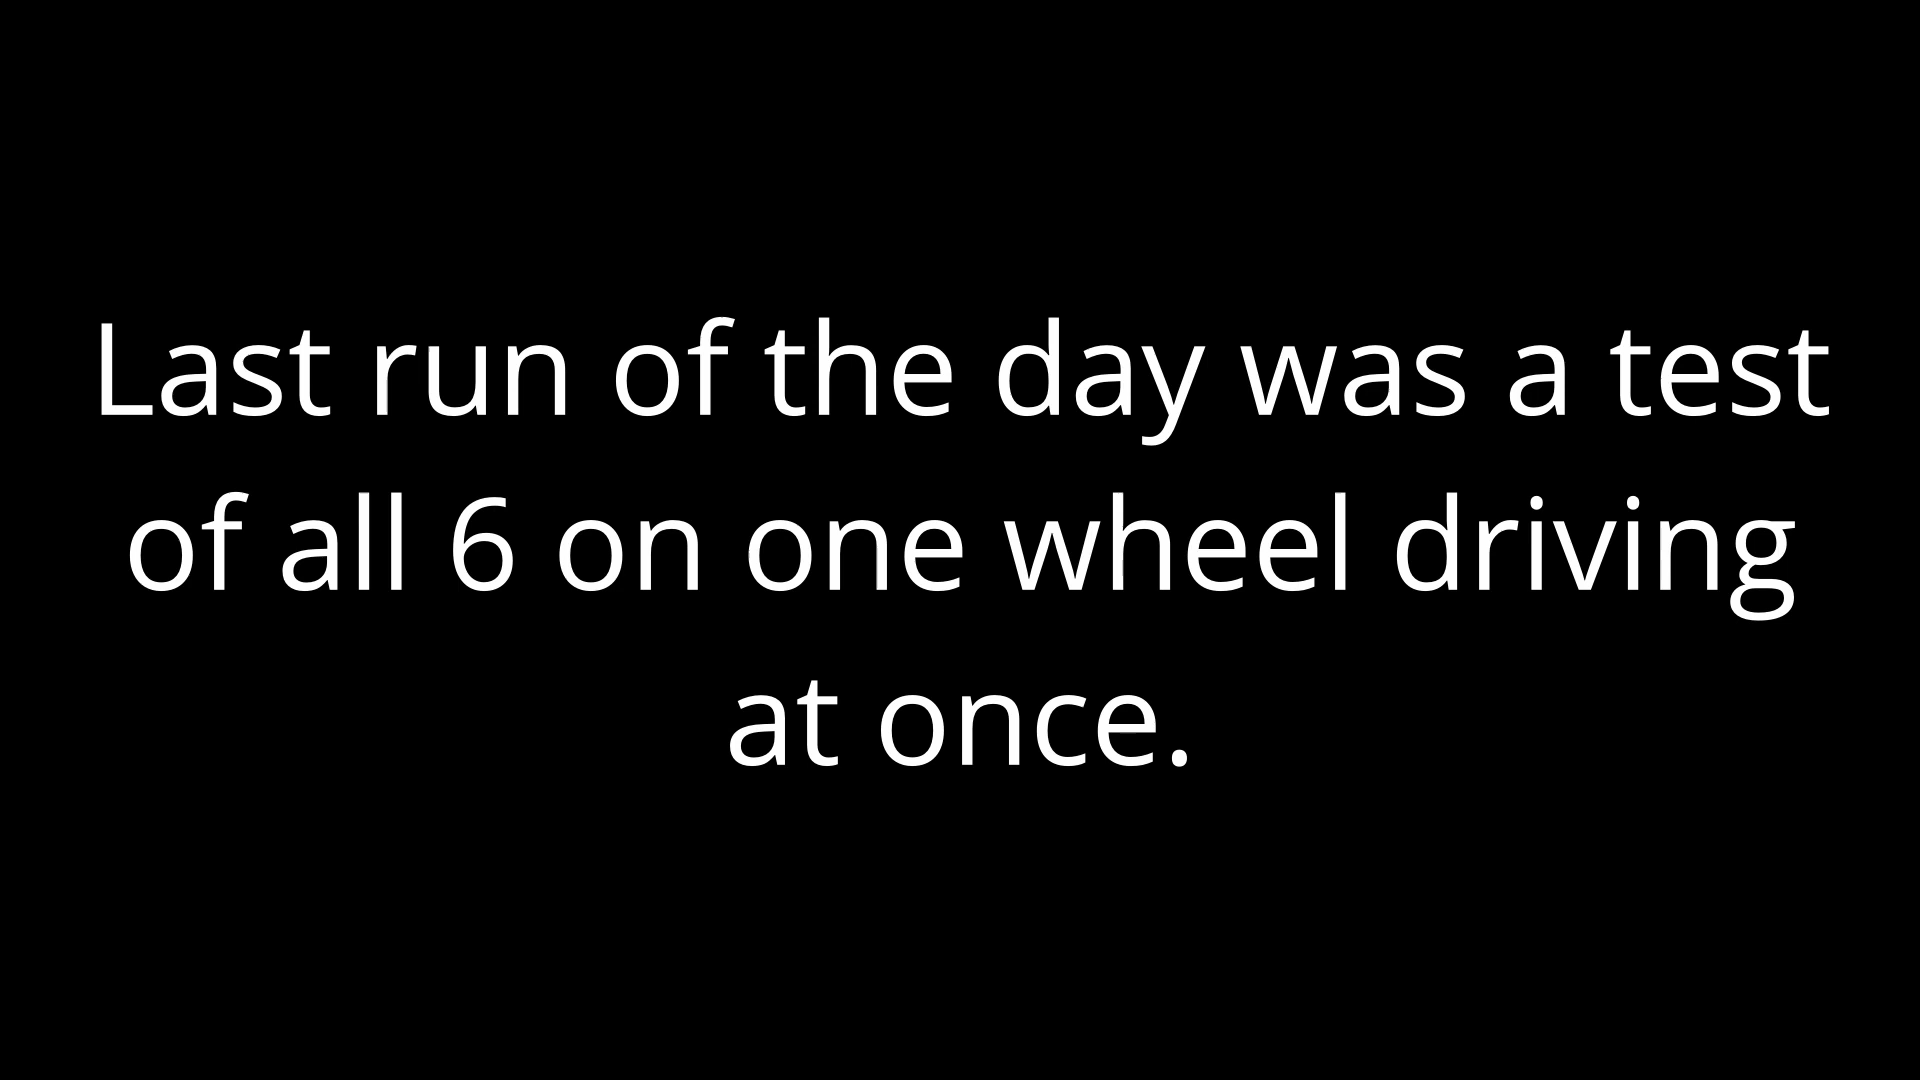 Last run of the day was a test
of all 6 on one wheel driving
at once.